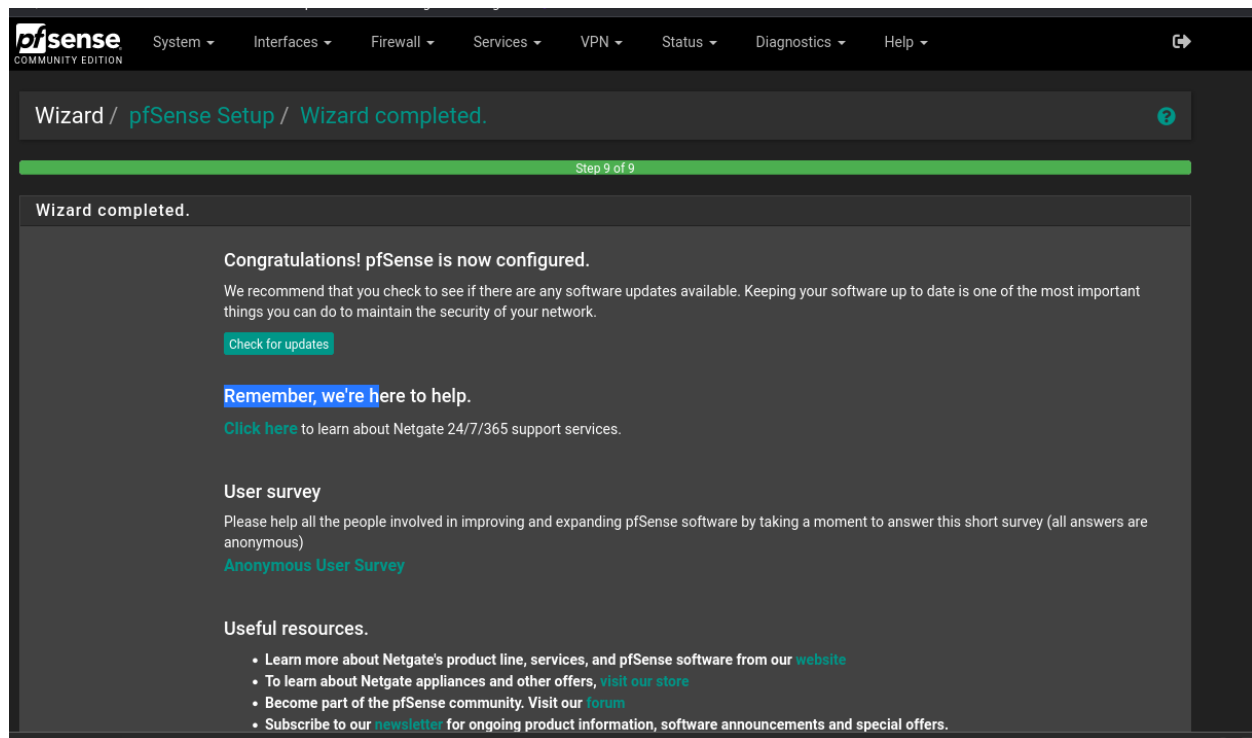 pfsense
COMMUNITY EDITION
System
Interfaces
Firewall
Services
VPN
Status
Diagnostics
Help
Wizard / pfSense Setup / Wizard completed.
Step 9 of 9
Wizard completed.
Congratulations! pfSense is now configured.
We recommend that you check to see if there are any software updates available. Keeping your software up to date is one of the most important
things you can do to maintain the security of your network.
Check for updates
Remember, we're here to help.
Click here to learn about Netgate 24/7/365 support services.
User survey
Please help all the people involved in improving and expanding pfSense software by taking a moment to answer this short survey (all answers are
anonymous)
Anonymous User Survey
Useful resources.
• Learn more about Netgate's product line, services, and pfSense software from our website
• To learn about Netgate appliances and other offers, visit our store
• Become part of the pfSense community. Visit our forum
• Subscribe to our newsletter for ongoing product information, software announcements and special offers.